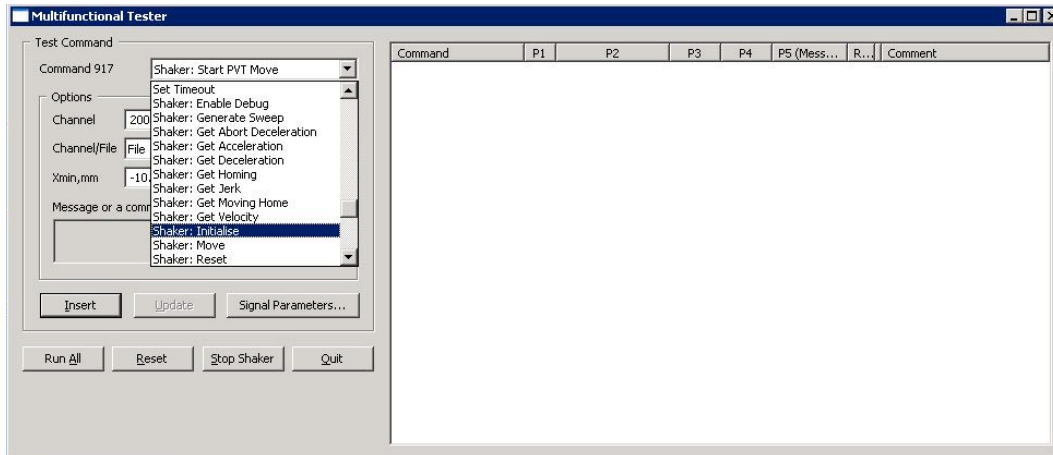 Multifunctional Tester
Test Command
Command 917
Shaker: Start PVT Move
Options
Channel
200
Channel/File
File
Xmin,mm
-10.
Message or a comm
Set Timeout
Shaker: Enable Debug
Shaker: Generate Sweep
Shaker: Get Abort Deceleration
Shaker: Get Acceleration
Shaker: Get Deceleration
Shaker: Get Homing
Shaker: Get Jerk
Shaker: Get Moving Home
Shaker: Get Velocity
Shaker: Initialise
Shaker: Move
Shaker: Reset
Insert
Update
Signal Parameters...
Run All
Reset
Stop Shaker
Quit
Command
P1
P2
P3
P4
P5 (Mess...
R...
Comment